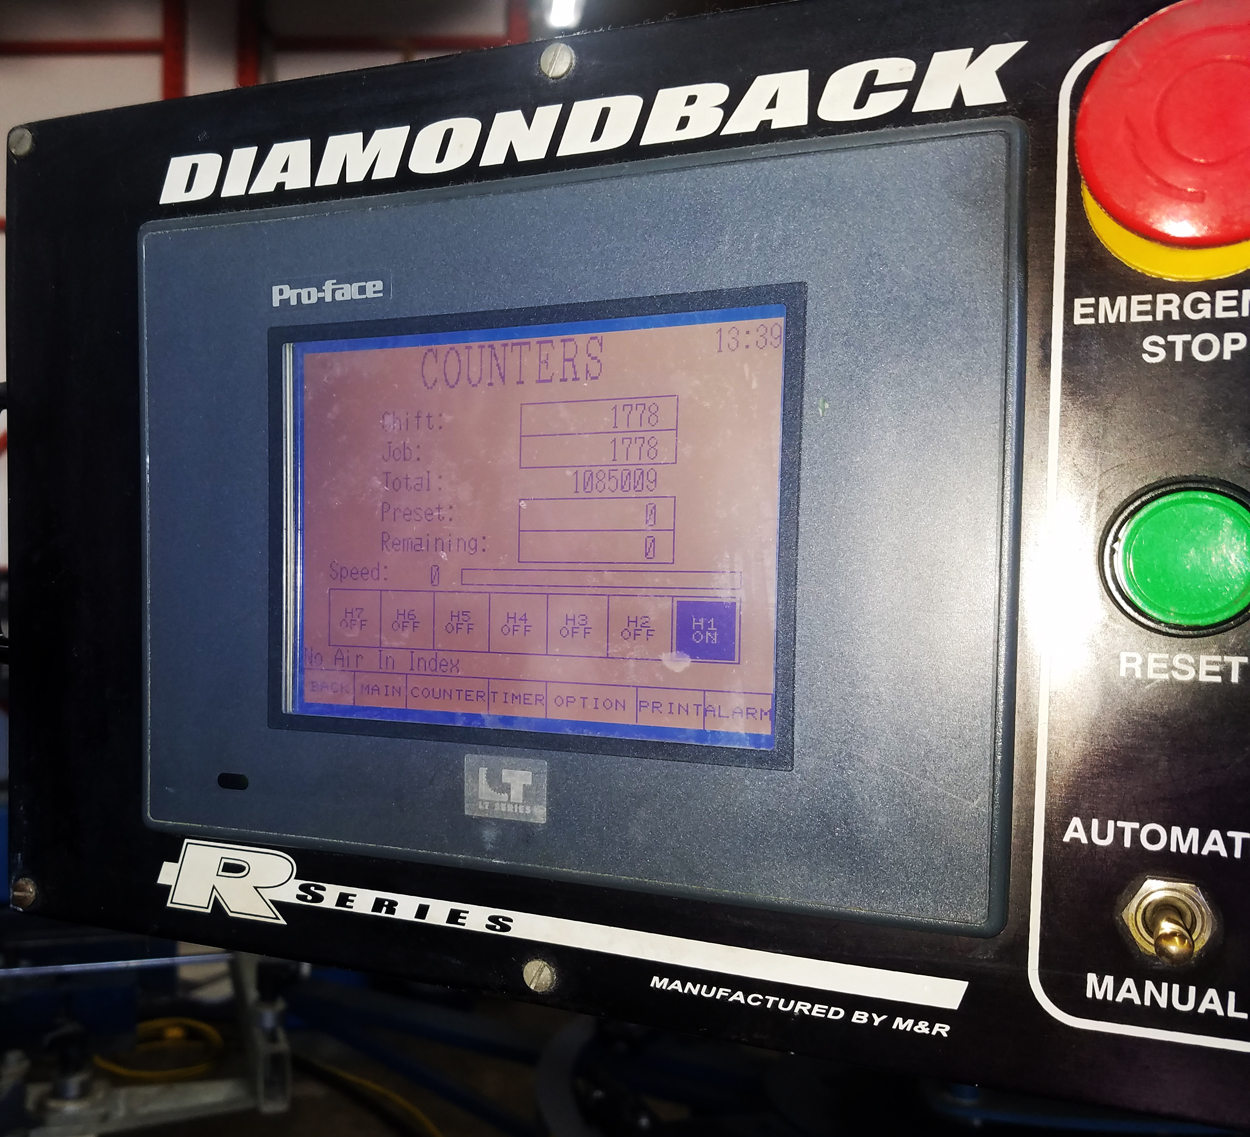 DIAMONDBACK
Pro-face
13:39
COUNTERS
Shift: 1778
Job: 1778
Total: 1085009
Preset: 0
Remaining: 0
Speed: 0
H7 OFF H6 OFF H5 OFF H4 OFF H3 OFF H2 OFF H1 ON
No Air In Index
BACK MAIN COUNTER TIMER OPTION PRINT ALARM
LT
LT SERIES
R SERIES
MANUFACTURED BY M&R
EMERGEN
STOP
RESET
AUTOMAT
MANUAL